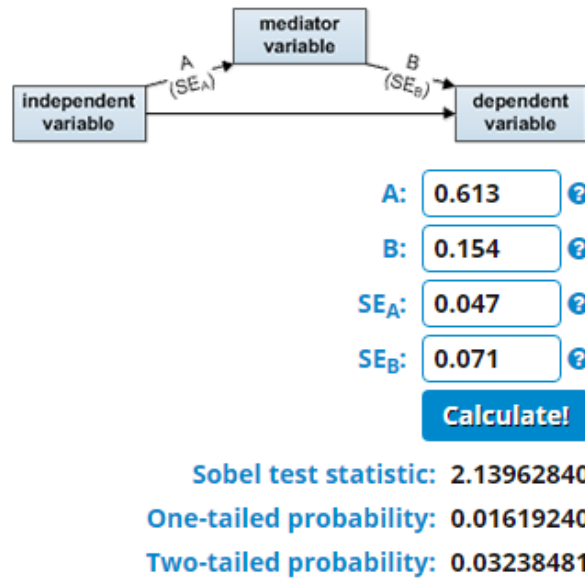 mediator
variable
A
(SEA)
B
(SEB)
independent
variable
dependent
variable
A: 0.613 ?
B: 0.154 ?
SEA: 0.047 ?
SEB: 0.071 ?
Calculate!
Sobel test statistic: 2.13962840
One-tailed probability: 0.01619240
Two-tailed probability: 0.03238481